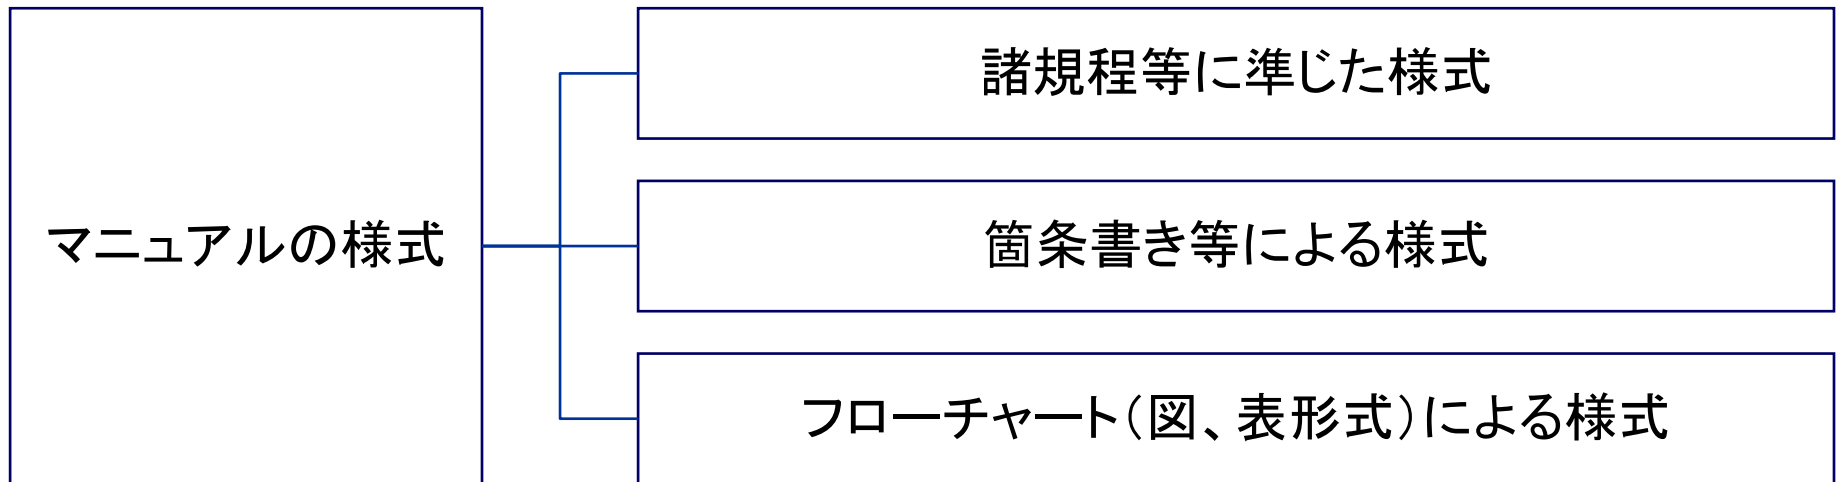 マニュアルの様式
諸規程等に準じた様式
箇条書き等による様式
フローチャート(図、表形式)による様式